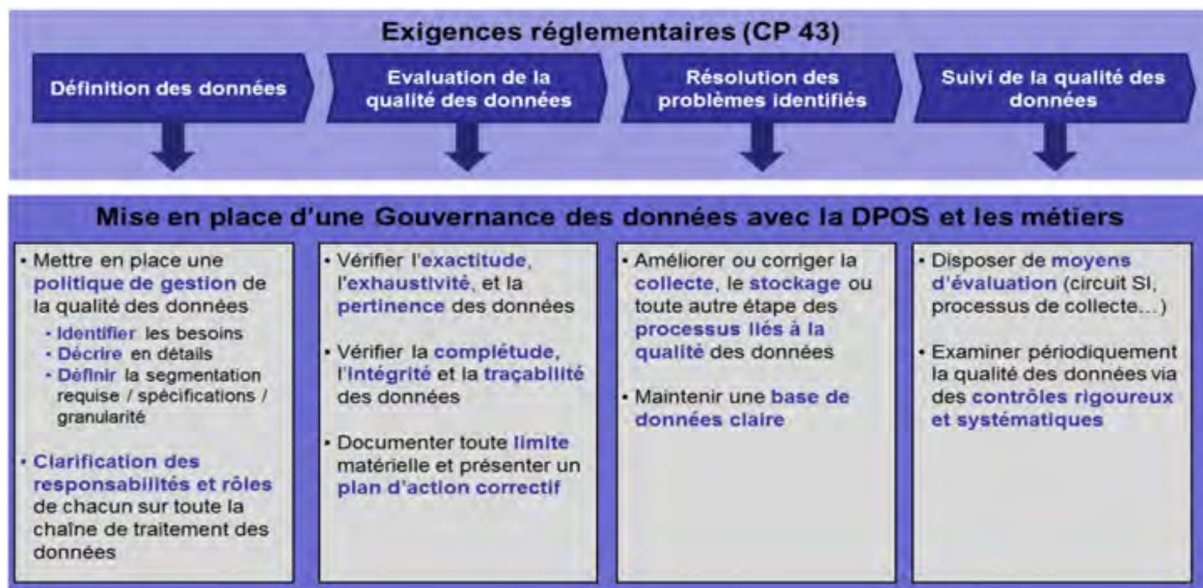 Exigences réglementaires (CP 43)
Définition des données
Evaluation de la
qualité des données
Résolution des
problèmes identifiés
Suivi de la qualité des
données
Mise en place d'une Gouvernance des données avec la DPOS et les métiers
• Mettre en place une
politique de gestion de
la qualité des données
• Identifier les besoins
• Décrire en détails
• Définir la segmentation
requise / spécifications /
granularité
• Clarification des
responsabilités et rôles
de chacun sur toute la
chaîne de traitement des
données
• Vérifier l'exactitude,
l'exhaustivité, et la
pertinence des données
• Vérifier la complétude,
l'intégrité et la traçabilité
des données
• Documenter toute limite
matérielle et présenter un
plan d'action correctif
• Améliorer ou corriger la
collecte, le stockage ou
toute autre étape des
processus liés à la
qualité des données
• Maintenir une base de
données claire
• Disposer de moyens
d'évaluation (circuit SI,
processus de collecte…)
• Examiner périodiquement
la qualité des données via
des contrôles rigoureux
et systématiques